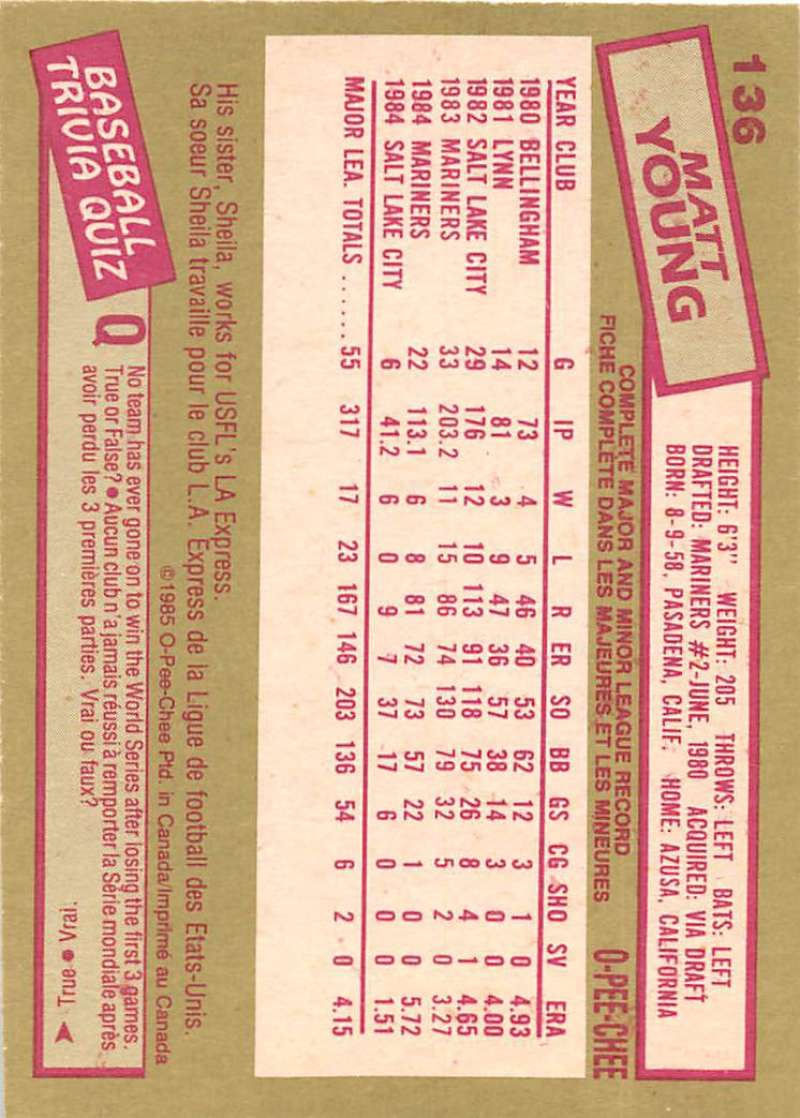 136
MATT
YOUNG
HEIGHT: 6'3" WEIGHT: 205 THROWS: LEFT BATS: LEFT
DRAFTED: MARINERS #2-JUNE, 1980 ACQUIRED: VIA DRAFT
BORN: 8-9-58, PASADENA, CALIF. HOME: AZUSA, CALIFORNIA
COMPLETE MAJOR AND MINOR LEAGUE RECORD
FICHE COMPLÈTE DANS LES MAJEURES ET LES MINEURES
O-PEE-CHEE
YEAR CLUB G IP W L R ER SO BB GS CG SHO SV ERA
1980 BELLINGHAM 12 73 4 5 46 40 53 62 12 3 1 0 4.93
1981 LYNN 14 81 3 9 47 36 57 38 14 3 0 0 4.00
1982 SALT LAKE CITY 29 176 12 10 113 91 118 75 26 8 4 1 4.65
1983 MARINERS 33 203.2 11 15 86 74 130 79 32 5 2 0 3.27
1984 MARINERS 22 113.1 6 8 81 72 73 57 22 1 0 0 5.72
1984 SALT LAKE CITY 6 41.2 6 0 9 7 37 17 6 0 0 0 1.51
MAJOR LEA. TOTALS ...... 55 317 17 23 167 146 203 136 54 6 2 0 4.15
His sister, Sheila, works for USFL's LA Express.
Sa soeur Sheila travaille pour le club L.A. Express de la Ligue de football des Etats-Unis.
©1985 O-Pee-Chee Ptd. in Canada/Imprimé au Canada
BASEBALL
TRIVIA QUIZ
Q
No team has ever gone on to win the World Series after losing the first 3 games.
True or False? • Aucun club n'a jamais réussi à remporter la Série mondiale après
avoir perdu les 3 premières parties. Vrai ou faux?
True • Vrai.